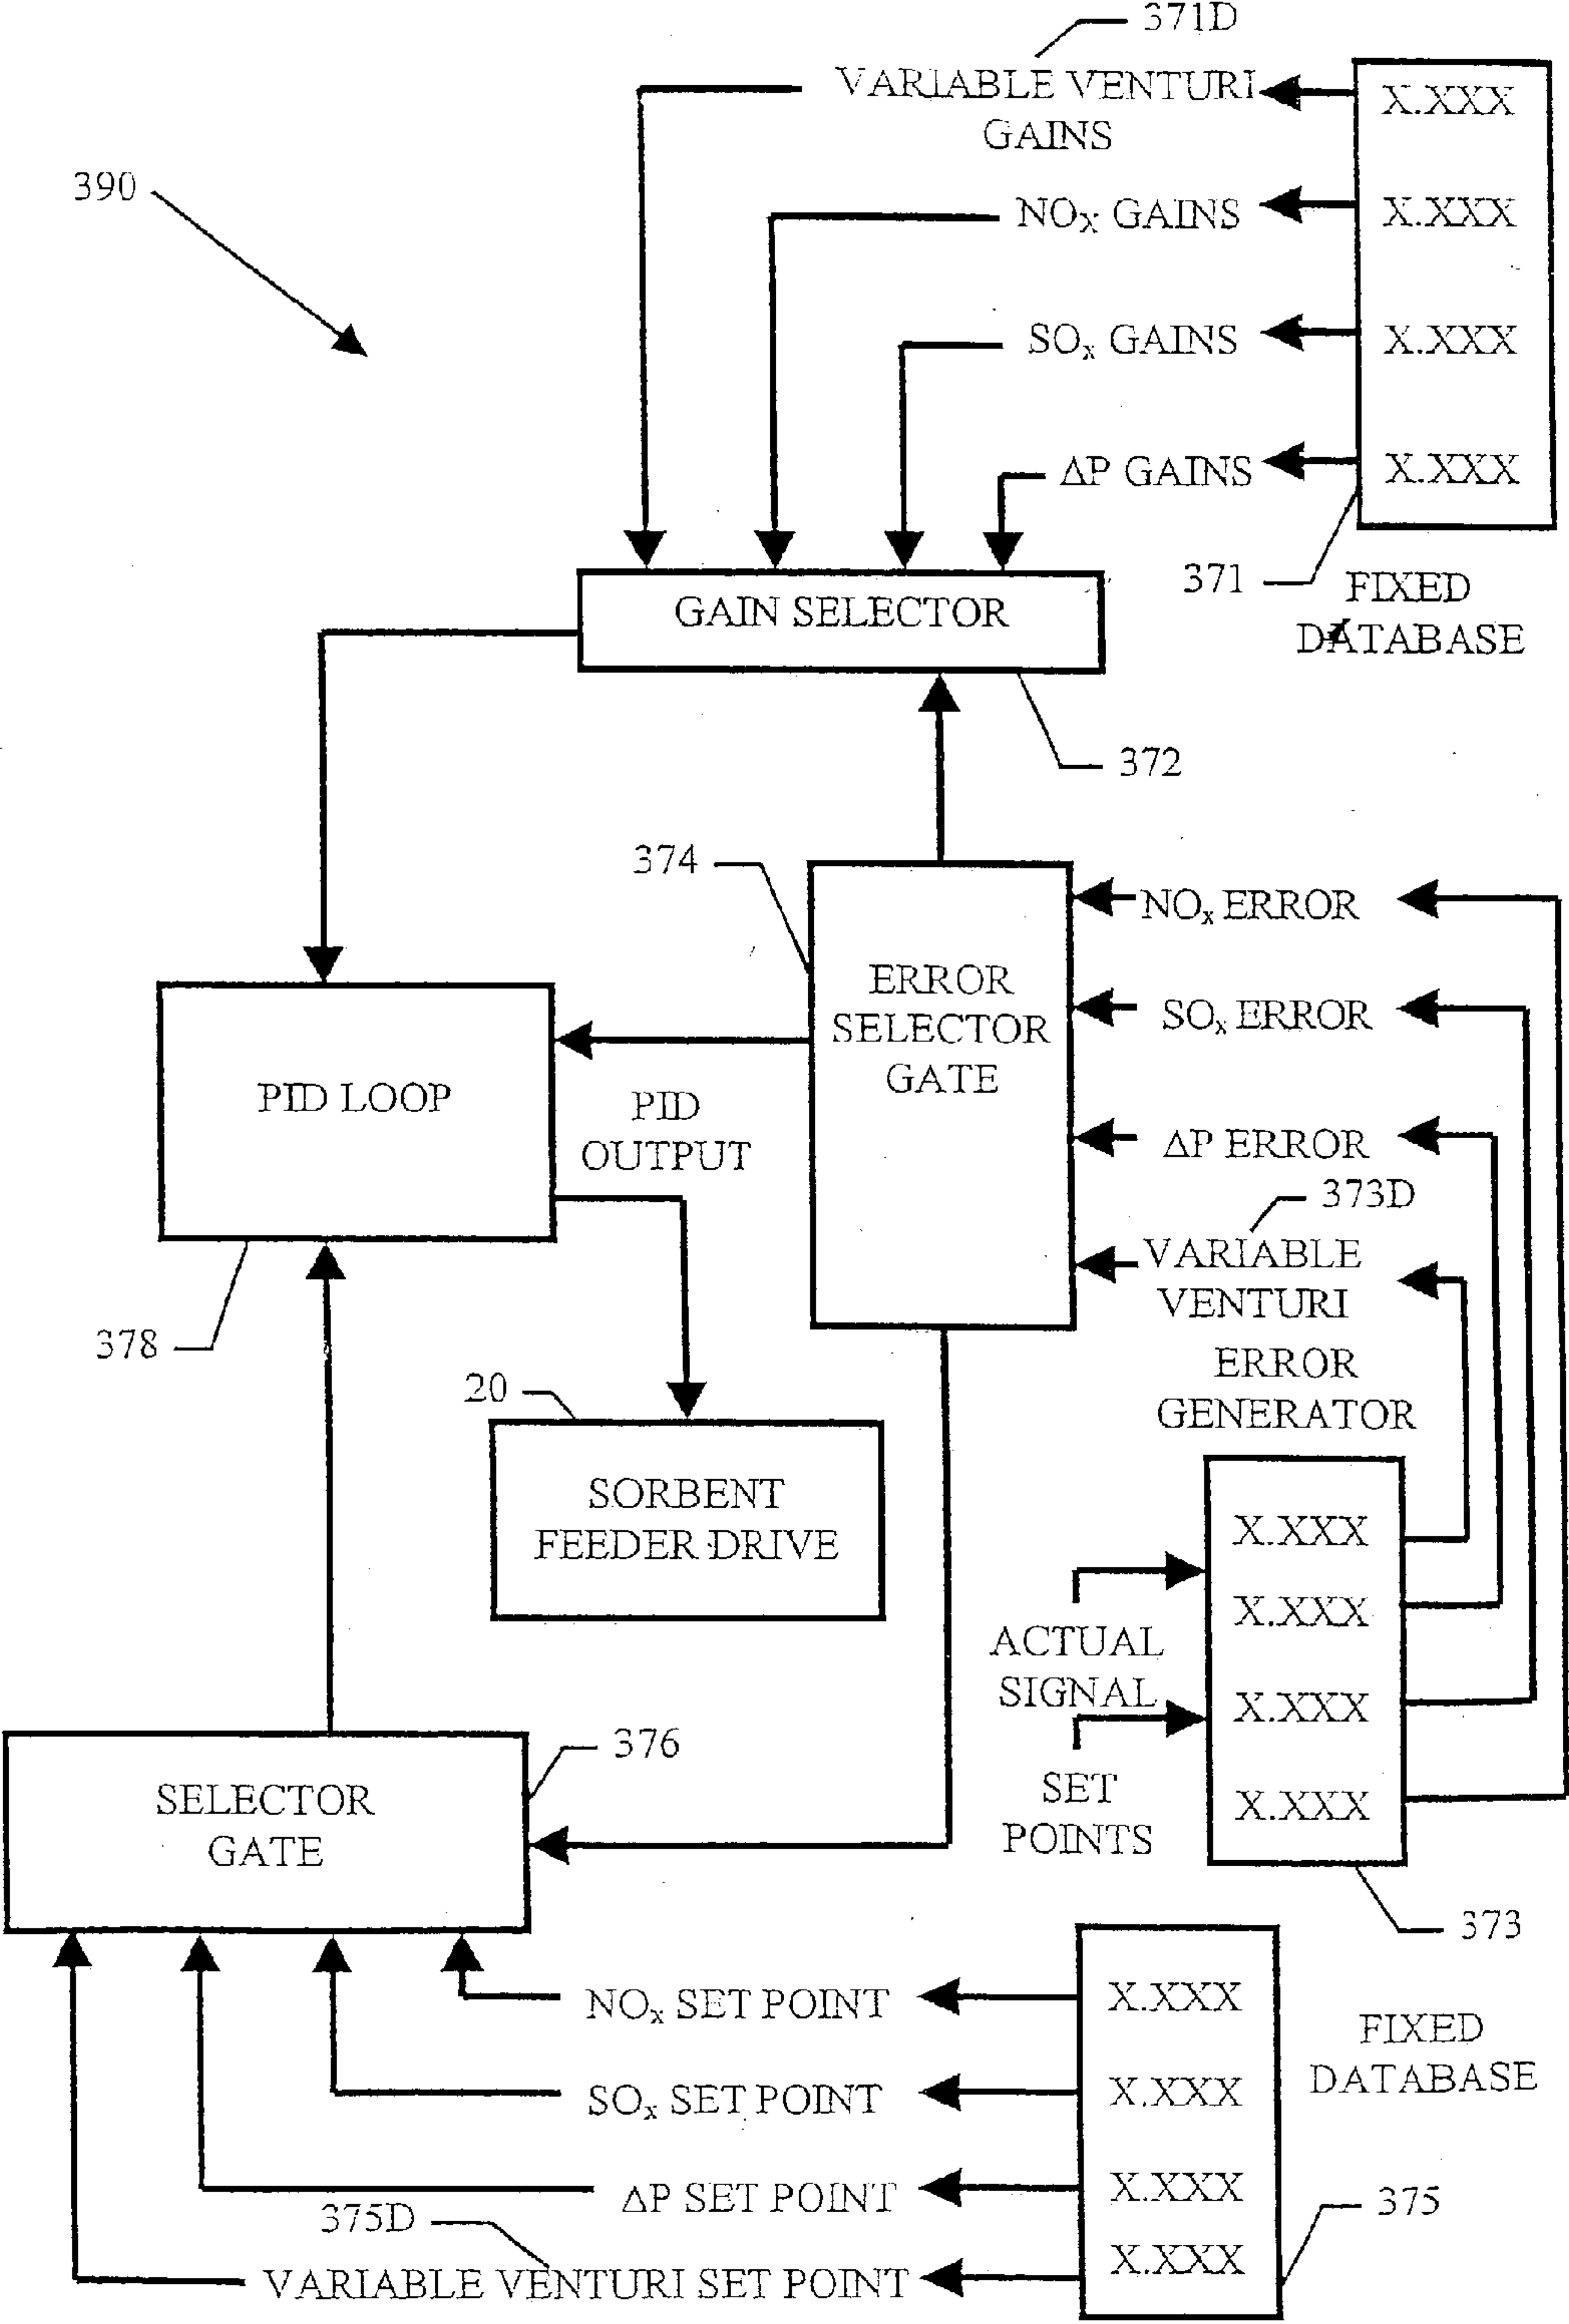 371D
VARIABLE VENTURI
GAINS
X.XXX
390
NOX GAINS
X.XXX
SOx GAINS
X.XXX
ΔP GAINS
X.XXX
371
FIXED
DATABASE
GAIN SELECTOR
372
374
NOx ERROR
ERROR
SELECTOR
GATE
SOx ERROR
PID LOOP
PID
OUTPUT
ΔP ERROR
373D
VARIABLE
VENTURI
378
ERROR
GENERATOR
20
SORBENT
FEEDER DRIVE
X.XXX
X.XXX
ACTUAL
SIGNAL
X.XXX
376
SET
POINTS
X.XXX
SELECTOR
GATE
373
NOx SET POINT
X.XXX
FIXED
DATABASE
SOx SET POINT
X.XXX
ΔP SET POINT
X.XXX
375
375D
VARIABLE VENTURI SET POINT
X.XXX